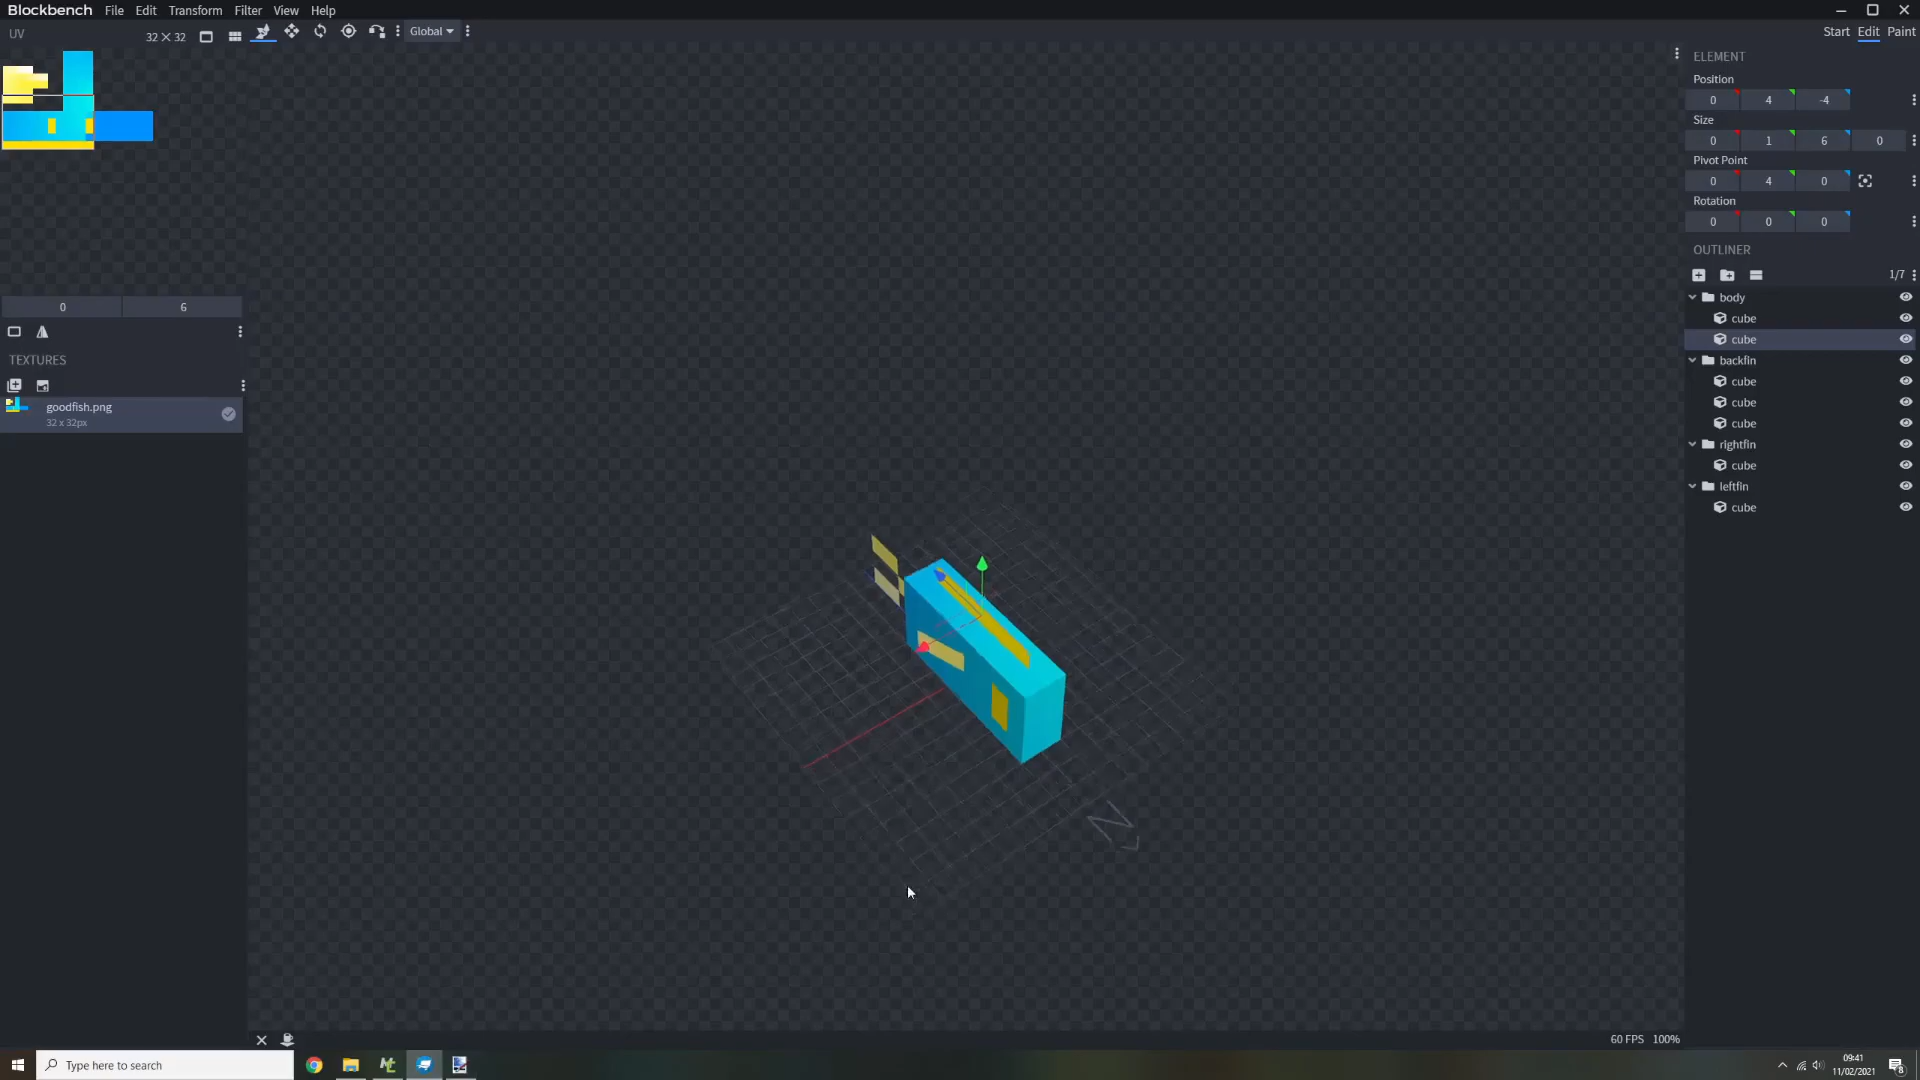 Blockbench File Edit Transform Filter View Help
UV 32 × 32 Global Start Edit Paint
ELEMENT
Position
0 4 -4
Size
0 1 6 0
Pivot Point
0 4 0
Rotation
0 0 0
OUTLINER
1/7
body
cube
cube
backfin
cube
cube
cube
rightfin
cube
leftfin
cube
0 6
TEXTURES
goodfish.png
32 x 32px
N
60 FPS 100%
Type here to search
09:41
11/02/2021